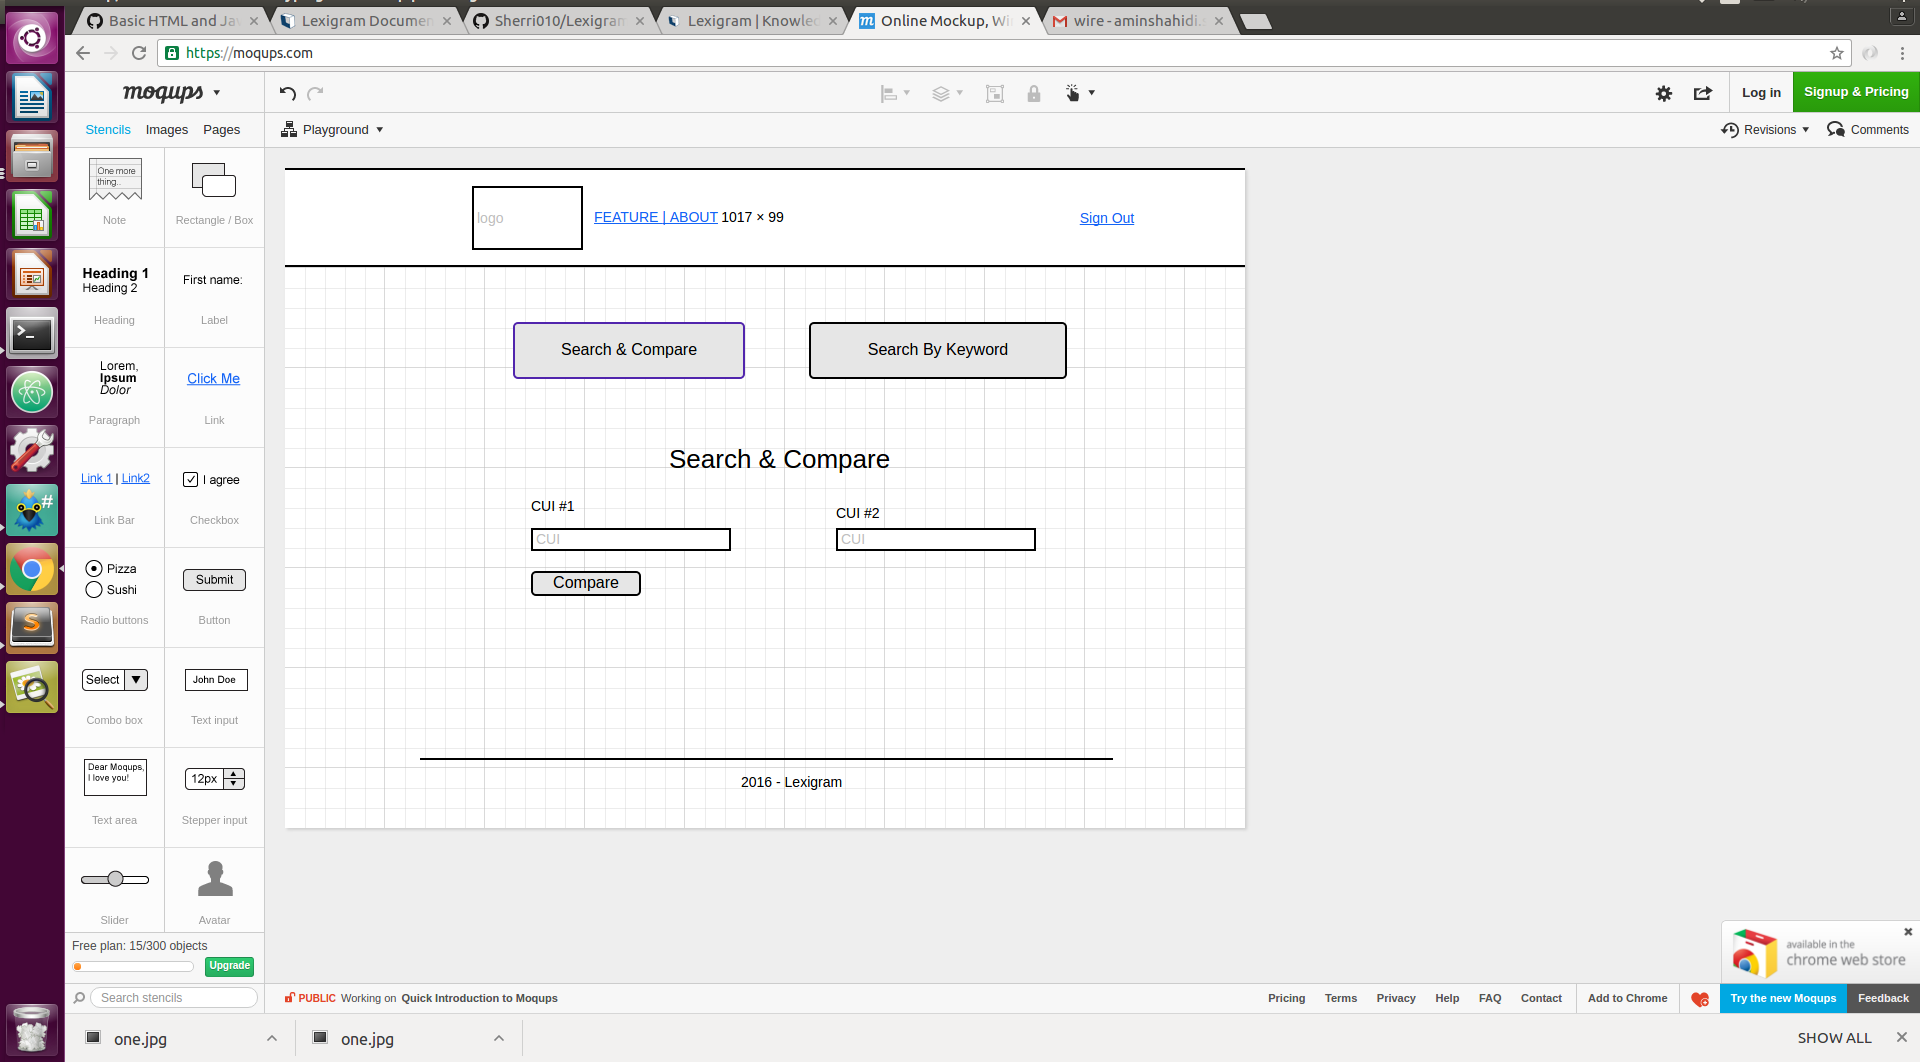 Basic HTML and Ja
Lexigram Documen
Sherri010/Lexigram
Lexigram | Knowled
Online Mockup, Wi
wire - aminshahidi.
https://moqups.com
moqups
Log in
Signup & Pricing
Stencils Images Pages
Playground
Revisions
Comments
One more
thing..
Note
Rectangle / Box
Heading 1
Heading 2
Heading
First name:
Label
Lorem,
Ipsum
Dolor
Paragraph
Click Me
Link
Link 1 | Link2
Link Bar
I agree
Checkbox
Pizza
Sushi
Radio buttons
Submit
Button
Select
Combo box
John Doe
Text input
Dear Moqups,
I love you!
Text area
12px
Stepper input
Slider
Avatar
Free plan: 15/300 objects
Upgrade
Search stencils
logo
FEATURE | ABOUT 1017 × 99
Sign Out
Search & Compare
Search By Keyword
Search & Compare
CUI #1
CUI #2
CUI
CUI
Compare
2016 - Lexigram
available in the
chrome web store
PUBLIC Working on Quick Introduction to Moqups
Pricing Terms Privacy Help FAQ Contact Add to Chrome
Try the new Moqups
Feedback
one.jpg
one.jpg
SHOW ALL